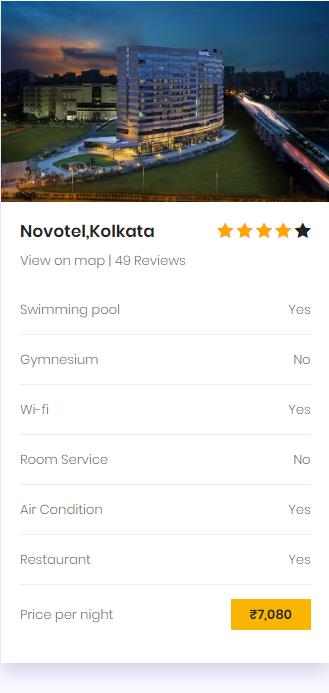 Novotel,Kolkata
View on map | 49 Reviews
Swimming pool Yes
Gymnesium No
Wi-fi Yes
Room Service No
Air Condition Yes
Restaurant Yes
Price per night ₹7,080